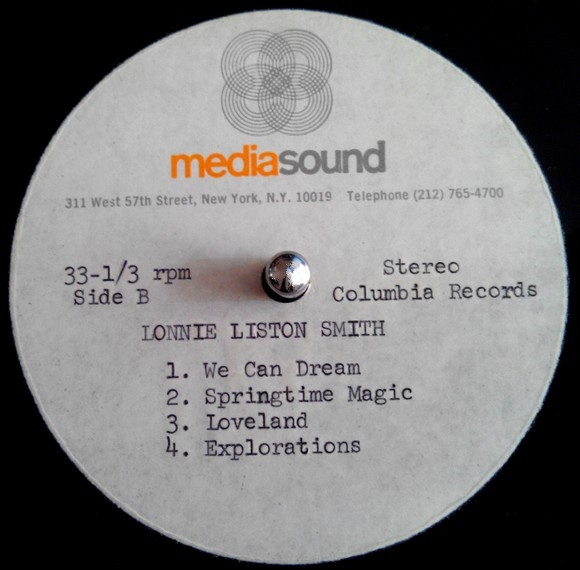 mediasound
311 West 57th Street, New York, N.Y. 10019 Telephone (212) 765-4700
33-1/3 rpm Stereo
Side B Columbia Records
LONNIE LISTON SMITH
1. We Can Dream
2. Springtime Magic
3. Loveland
4. Explorations